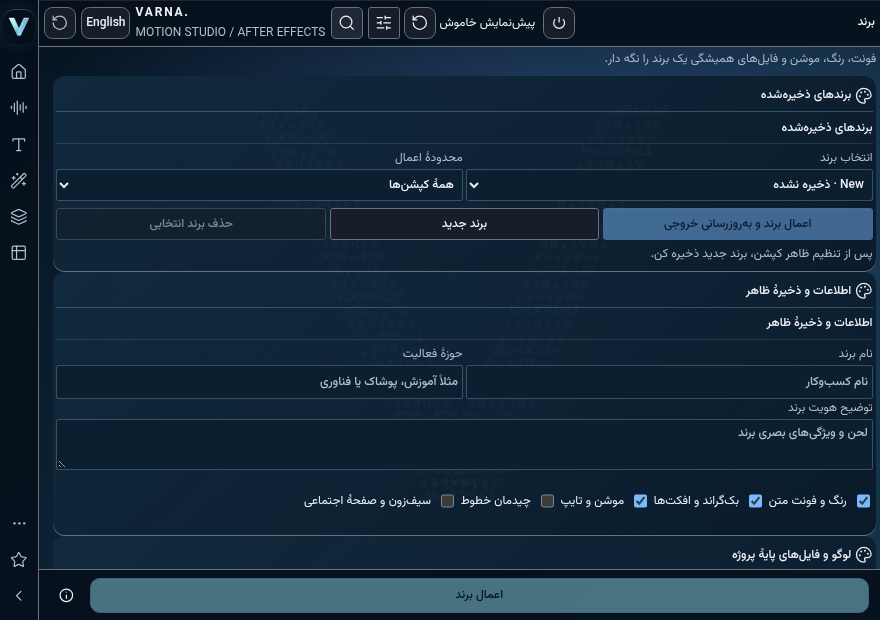 English
VARNA.
MOTION STUDIO / AFTER EFFECTS
پیش‌نمایش خاموش
برند
فونت، رنگ، موشن و فایل‌های همیشگی یک برند را نگه دار.
برندهای ذخیره‌شده
برندهای ذخیره‌شده
انتخاب برند
محدودهٔ اعمال
New · ذخیره نشده
همهٔ کپشن‌ها
اعمال برند و به‌روزرسانی خروجی
برند جدید
حذف برند انتخابی
پس از تنظیم ظاهر کپشن، برند جدید ذخیره کن.
اطلاعات و ذخیرهٔ ظاهر
اطلاعات و ذخیرهٔ ظاهر
نام برند
حوزهٔ فعالیت
نام کسب‌وکار
مثلاً آموزش، پوشاک یا فناوری
توضیح هویت برند
لحن و ویژگی‌های بصری برند
رنگ و فونت متن
بک‌گراند و افکت‌ها
موشن و تایپ
چیدمان خطوط
سیف‌زون و صفحهٔ اجتماعی
لوگو و فایل‌های پایهٔ پروژه
اعمال برند